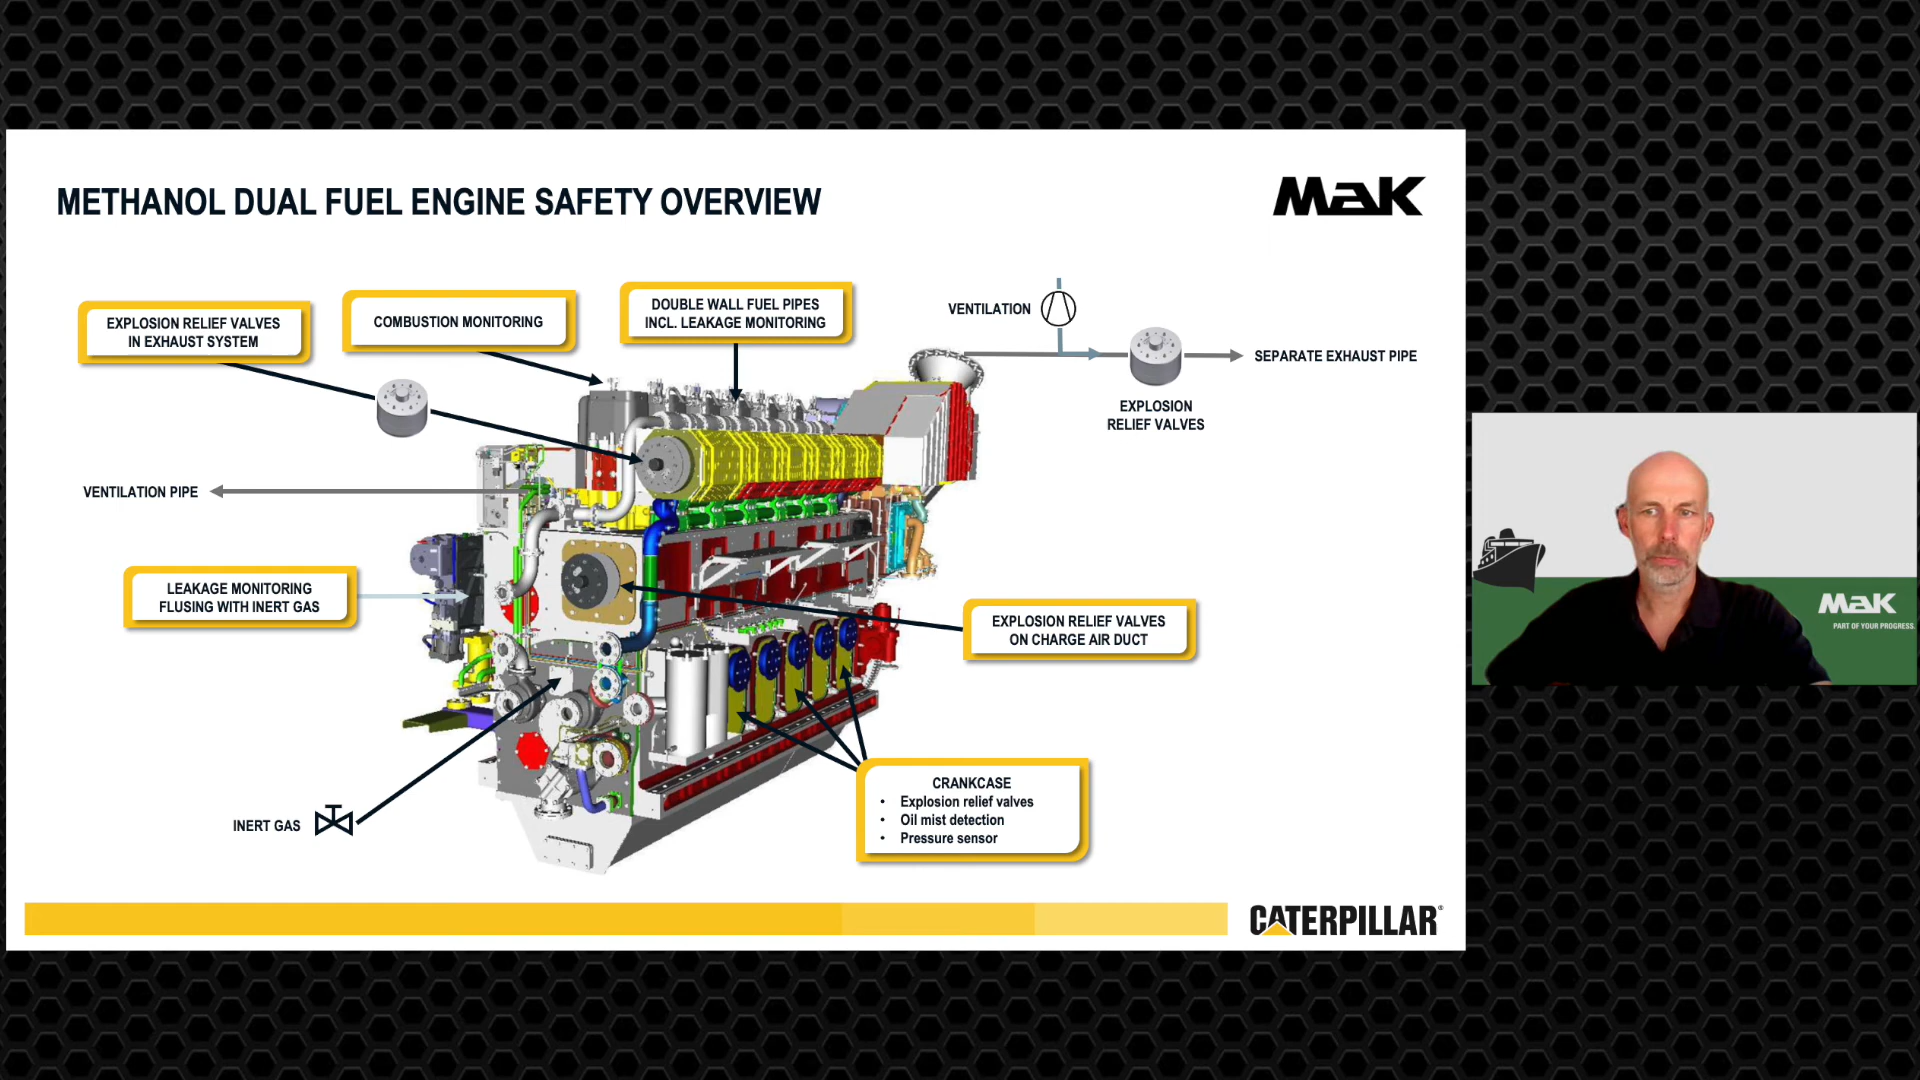 METHANOL DUAL FUEL ENGINE SAFETY OVERVIEW
MaK
EXPLOSION RELIEF VALVES
IN EXHAUST SYSTEM
COMBUSTION MONITORING
DOUBLE WALL FUEL PIPES
INCL. LEAKAGE MONITORING
VENTILATION
SEPARATE EXHAUST PIPE
EXPLOSION
RELIEF VALVES
VENTILATION PIPE
LEAKAGE MONITORING
FLUSING WITH INERT GAS
EXPLOSION RELIEF VALVES
ON CHARGE AIR DUCT
CRANKCASE
• Explosion relief valves
• Oil mist detection
• Pressure sensor
INERT GAS
CATERPILLAR®
MaK
PART OF YOUR PROGRESS.